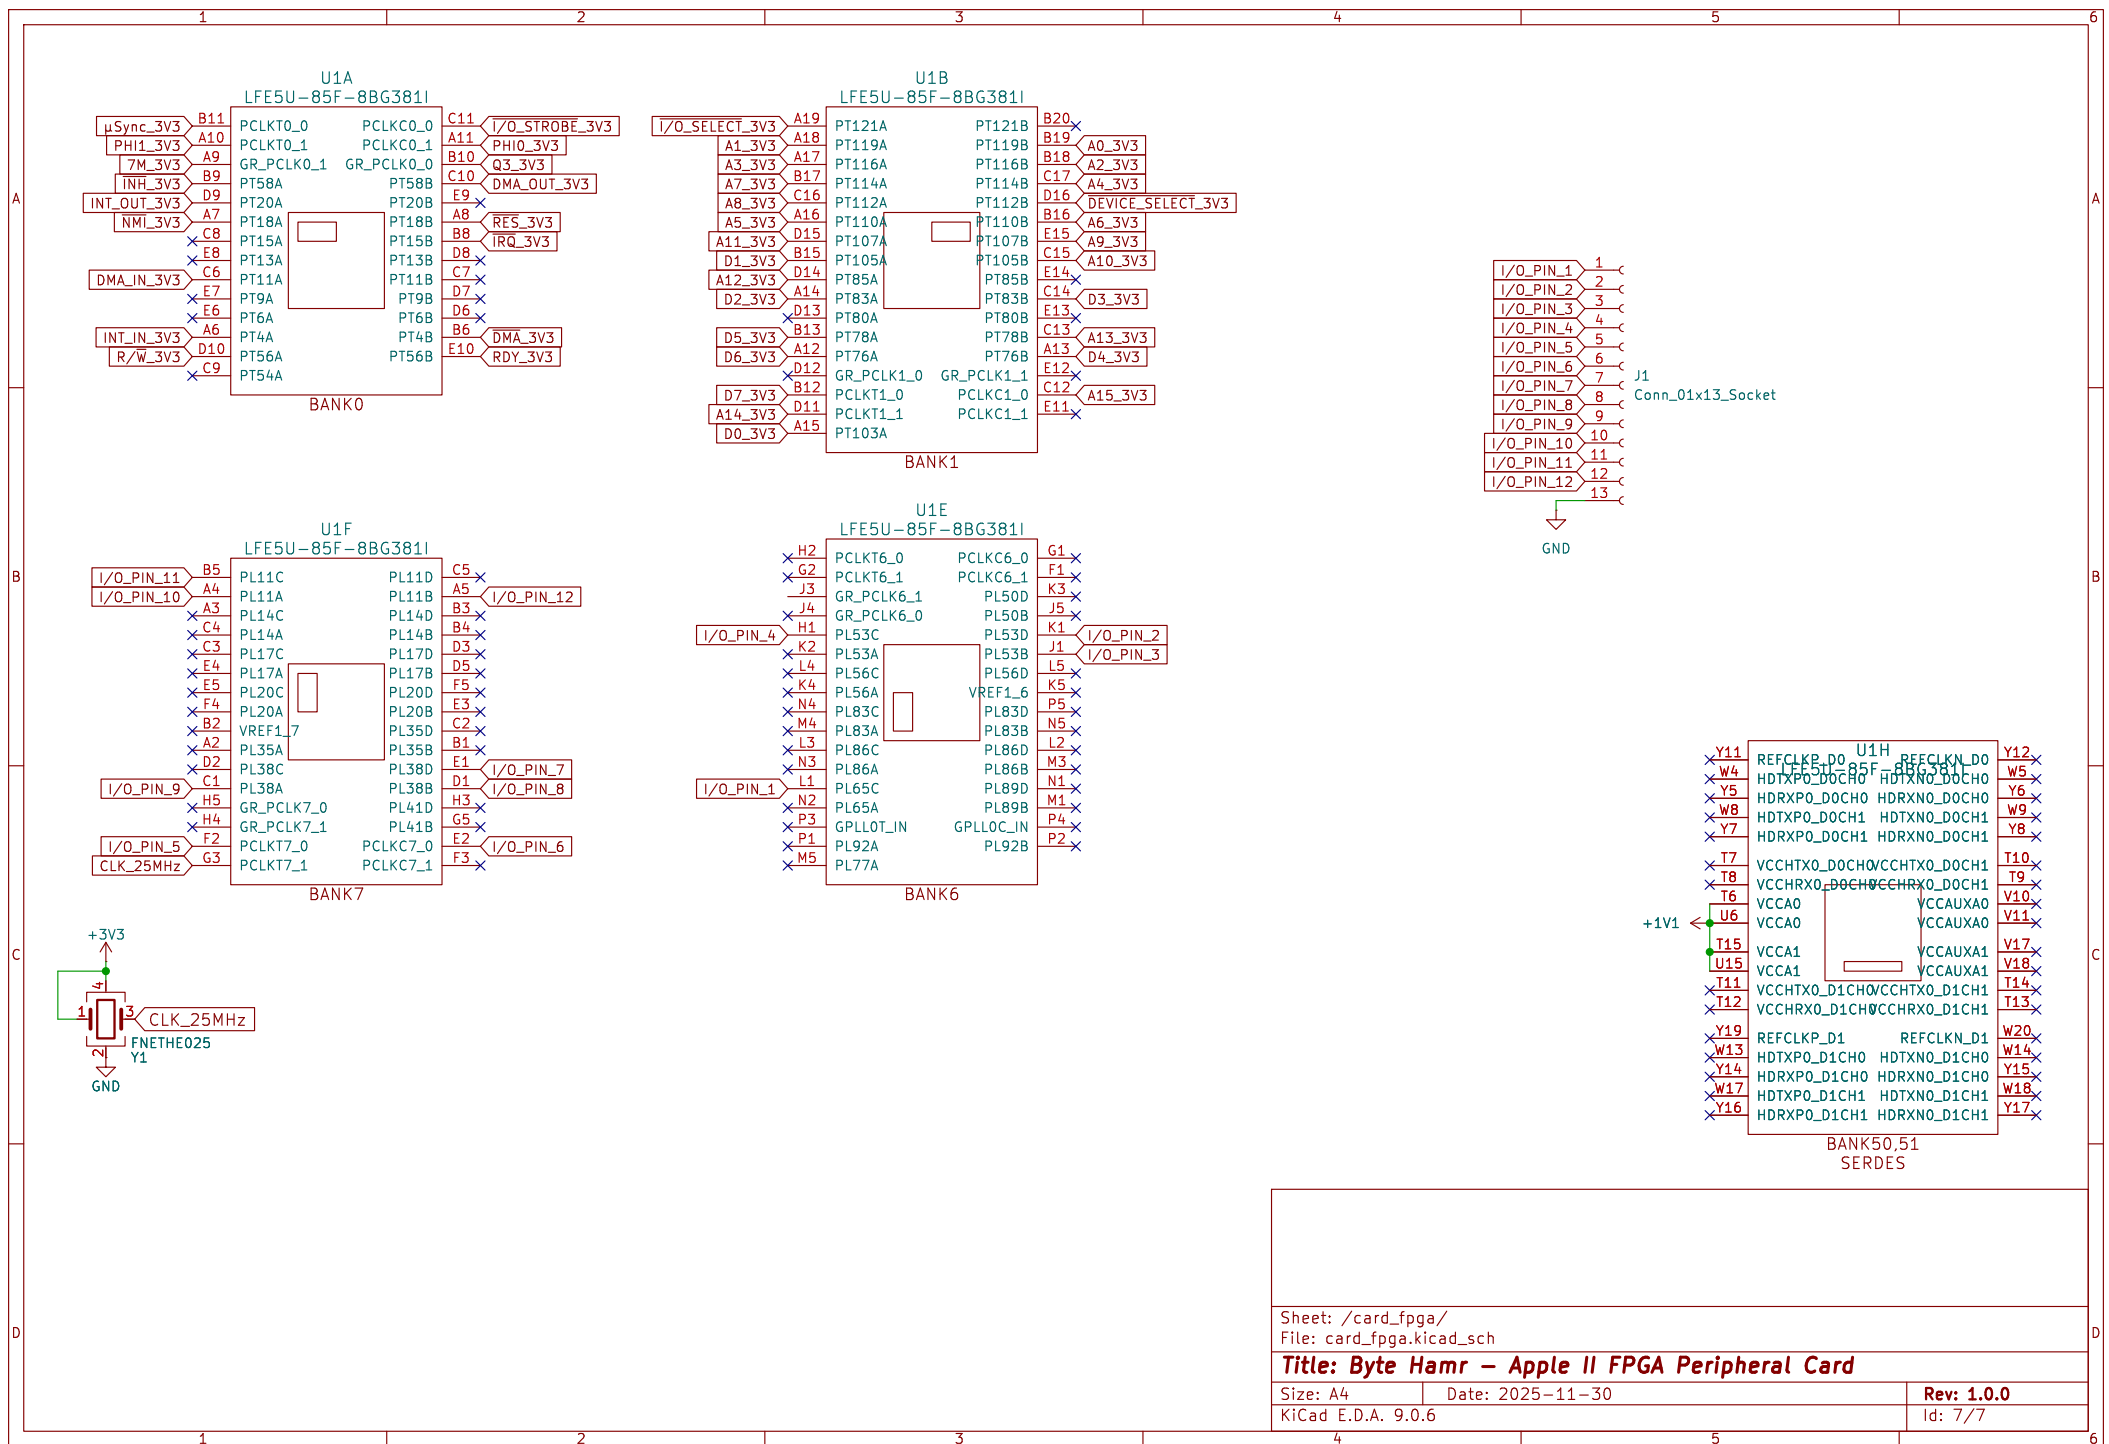 1 2 3 4 5 6
A A
B B
C C
D D
1 2 3 4 5 6
U1A
LFE5U-85F-8BG381I
µSync_3V3 B11 PCLKT0_0 PCLKC0_0 C11 I/O_STROBE_3V3
PHI1_3V3 A10 PCLKT0_1 PCLKC0_1 A11 PHI0_3V3
7M_3V3 A9 GR_PCLK0_1 GR_PCLK0_0 B10 Q3_3V3
INH_3V3 B9 PT58A PT58B C10 DMA_OUT_3V3
INT_OUT_3V3 D9 PT20A PT20B E9
NMI_3V3 A7 PT18A PT18B A8 RES_3V3
C8 PT15A PT15B B8 IRQ_3V3
E8 PT13A PT13B D8
DMA_IN_3V3 C6 PT11A PT11B C7
E7 PT9A PT9B D7
E6 PT6A PT6B D6
INT_IN_3V3 A6 PT4A PT4B B6 DMA_3V3
R/W_3V3 D10 PT56A PT56B E10 RDY_3V3
C9 PT54A
BANK0
U1B
LFE5U-85F-8BG381I
I/O_SELECT_3V3 A19 PT121A PT121B B20
A1_3V3 A18 PT119A PT119B B19 A0_3V3
A3_3V3 A17 PT116A PT116B B18 A2_3V3
A7_3V3 B17 PT114A PT114B C17 A4_3V3
A8_3V3 C16 PT112A PT112B D16 DEVICE_SELECT_3V3
A5_3V3 A16 PT110A PT110B B16 A6_3V3
A11_3V3 D15 PT107A PT107B E15 A9_3V3
D1_3V3 B15 PT105A PT105B C15 A10_3V3
A12_3V3 D14 PT85A PT85B E14
D2_3V3 A14 PT83A PT83B C14 D3_3V3
D13 PT80A PT80B E13
D5_3V3 B13 PT78A PT78B C13 A13_3V3
D6_3V3 A12 PT76A PT76B A13 D4_3V3
D12 GR_PCLK1_0 GR_PCLK1_1 E12
D7_3V3 B12 PCLKT1_0 PCLKC1_0 C12 A15_3V3
A14_3V3 D11 PCLKT1_1 PCLKC1_1 E11
D0_3V3 A15 PT103A
BANK1
I/O_PIN_1 1
I/O_PIN_2 2
I/O_PIN_3 3
I/O_PIN_4 4
I/O_PIN_5 5
I/O_PIN_6 6
I/O_PIN_7 7
I/O_PIN_8 8
I/O_PIN_9 9
I/O_PIN_10 10
I/O_PIN_11 11
I/O_PIN_12 12
13
J1
Conn_01x13_Socket
GND
U1F
LFE5U-85F-8BG381I
I/O_PIN_11 B5 PL11C PL11D C5
I/O_PIN_10 A4 PL11A PL11B A5 I/O_PIN_12
A3 PL14C PL14D B3
C4 PL14A PL14B B4
C3 PL17C PL17D D3
E4 PL17A PL17B D5
E5 PL20C PL20D F5
F4 PL20A PL20B E3
B2 VREF1_7 PL35D C2
A2 PL35A PL35B B1
D2 PL38C PL38D E1 I/O_PIN_7
I/O_PIN_9 C1 PL38A PL38B D1 I/O_PIN_8
H5 GR_PCLK7_0 PL41D H3
H4 GR_PCLK7_1 PL41B G5
I/O_PIN_5 F2 PCLKT7_0 PCLKC7_0 E2 I/O_PIN_6
CLK_25MHz G3 PCLKT7_1 PCLKC7_1 F3
BANK7
U1E
LFE5U-85F-8BG381I
H2 PCLKT6_0 PCLKC6_0 G1
G2 PCLKT6_1 PCLKC6_1 F1
J3 GR_PCLK6_1 PL50D K3
J4 GR_PCLK6_0 PL50B J5
I/O_PIN_4 H1 PL53C PL53D K1 I/O_PIN_2
K2 PL53A PL53B J1 I/O_PIN_3
L4 PL56C PL56D L5
K4 PL56A VREF1_6 K5
N4 PL83C PL83D P5
M4 PL83A PL83B N5
L3 PL86C PL86D L2
N3 PL86A PL86B M3
I/O_PIN_1 L1 PL65C PL89D N1
N2 PL65A PL89B M1
P3 GPLL0T_IN GPLL0C_IN P4
P1 PL92A PL92B P2
M5 PL77A
BANK6
U1H
LFE5U-85F-8BG381I
Y11 REFCLKP_D0 REFCLKN_D0 Y12
W4 HDTXP0_D0CH0 HDTXN0_D0CH0 W5
Y5 HDRXP0_D0CH0 HDRXN0_D0CH0 Y6
W8 HDTXP0_D0CH1 HDTXN0_D0CH1 W9
Y7 HDRXP0_D0CH1 HDRXN0_D0CH1 Y8
T7 VCCHTX0_D0CH0 VCCHTX0_D0CH1 T10
T8 VCCHRX0_D0CH0 VCCHRX0_D0CH1 T9
T6 VCCA0 VCCAUXA0 V10
+1V1 U6 VCCA0 VCCAUXA0 V11
T15 VCCA1 VCCAUXA1 V17
U15 VCCA1 VCCAUXA1 V18
T11 VCCHTX0_D1CH0 VCCHTX0_D1CH1 T14
T12 VCCHRX0_D1CH0 VCCHRX0_D1CH1 T13
Y19 REFCLKP_D1 REFCLKN_D1 W20
W13 HDTXP0_D1CH0 HDTXN0_D1CH0 W14
Y14 HDRXP0_D1CH0 HDRXN0_D1CH0 Y15
W17 HDTXP0_D1CH1 HDTXN0_D1CH1 W18
Y16 HDRXP0_D1CH1 HDRXN0_D1CH1 Y17
BANK50,51
SERDES
+3V3
4
1 3 CLK_25MHz
2
FNETHE025
Y1
GND
Sheet: /card_fpga/
File: card_fpga.kicad_sch
Title: Byte Hamr – Apple II FPGA Peripheral Card
Size: A4 Date: 2025-11-30 Rev: 1.0.0
KiCad E.D.A. 9.0.6 Id: 7/7